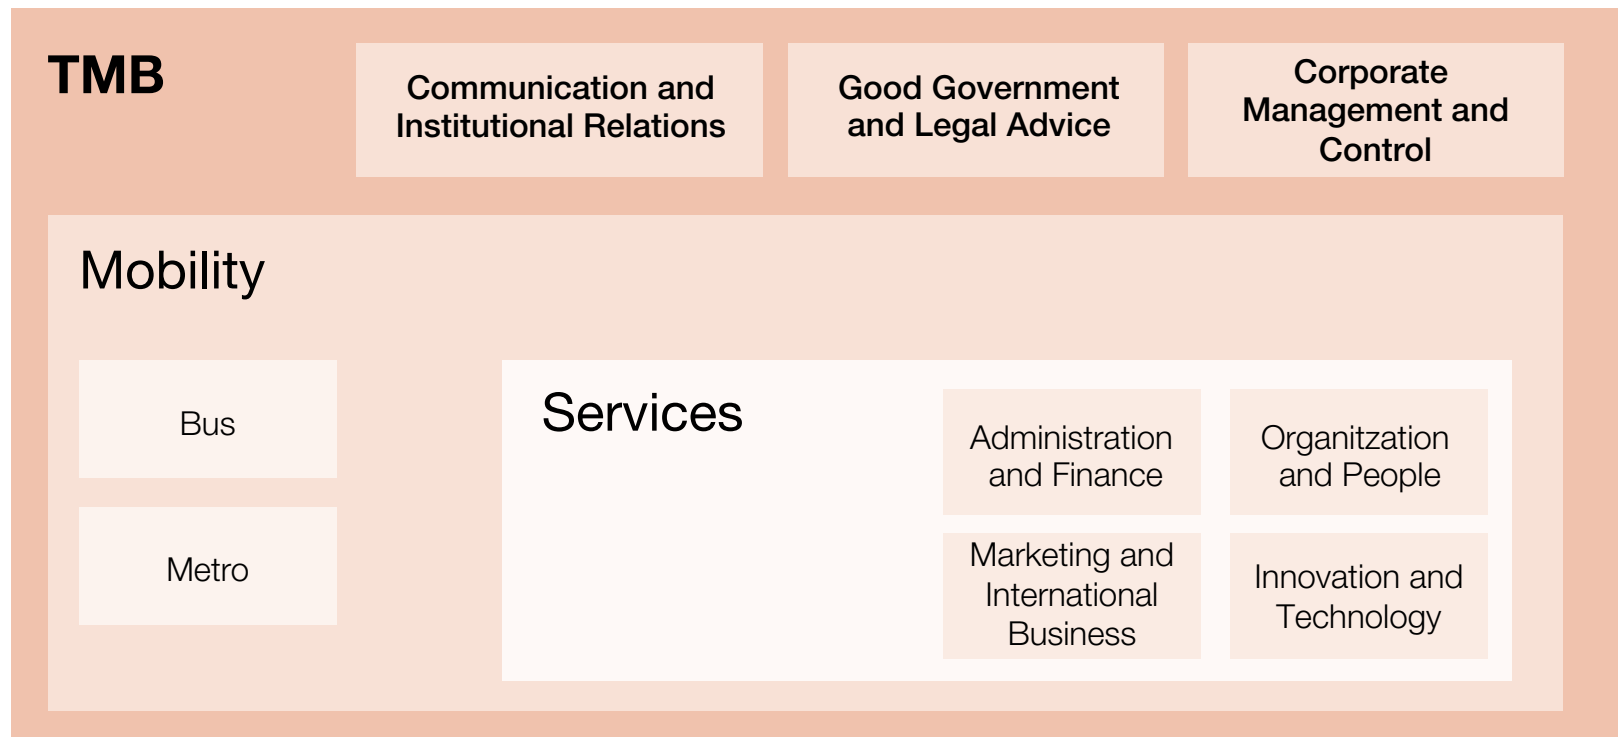 TMB
Communication and
Institutional Relations
Good Government
and Legal Advice
Corporate
Management and
Control
Mobility
Bus
Metro
Services
Administration
and Finance
Organitzation
and People
Marketing and
International
Business
Innovation and
Technology